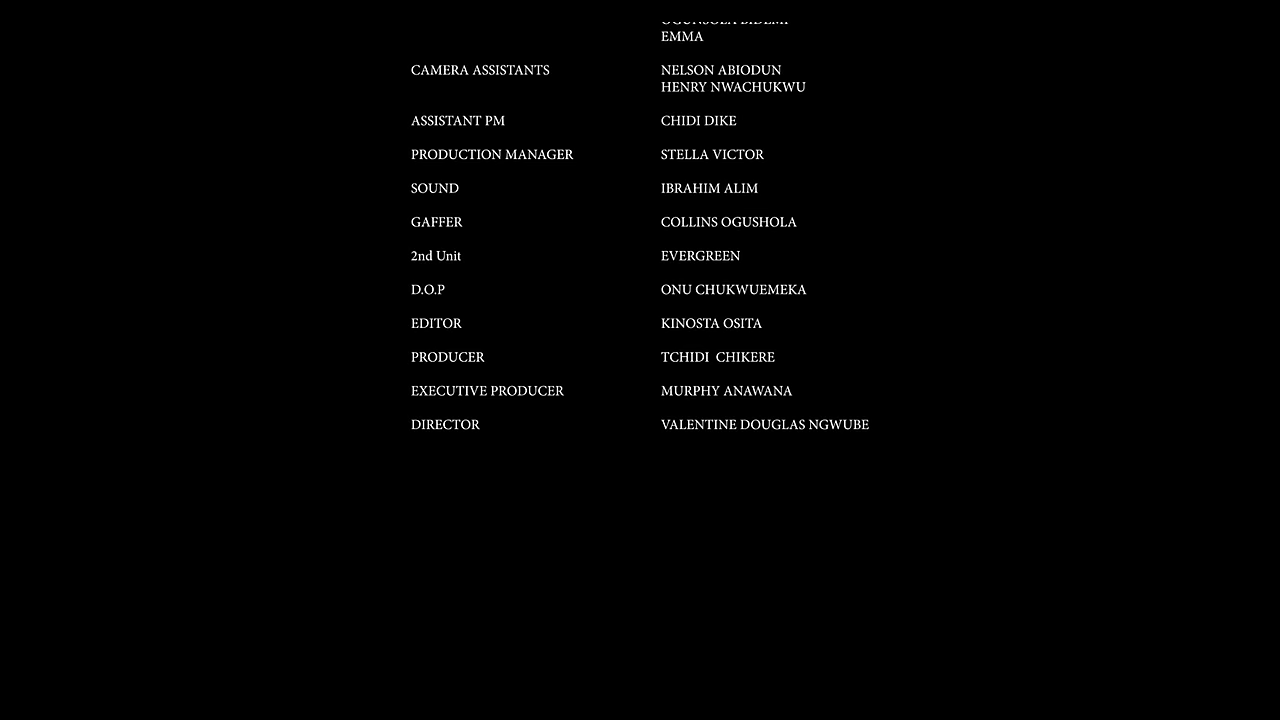 EMMA
CAMERA ASSISTANTS NELSON ABIODUN
HENRY NWACHUKWU
ASSISTANT PM CHIDI DIKE
PRODUCTION MANAGER STELLA VICTOR
SOUND IBRAHIM ALIM
GAFFER COLLINS OGUSHOLA
2nd Unit EVERGREEN
D.O.P ONU CHUKWUEMEKA
EDITOR KINOSTA OSITA
PRODUCER TCHIDI CHIKERE
EXECUTIVE PRODUCER MURPHY ANAWANA
DIRECTOR VALENTINE DOUGLAS NGWUBE